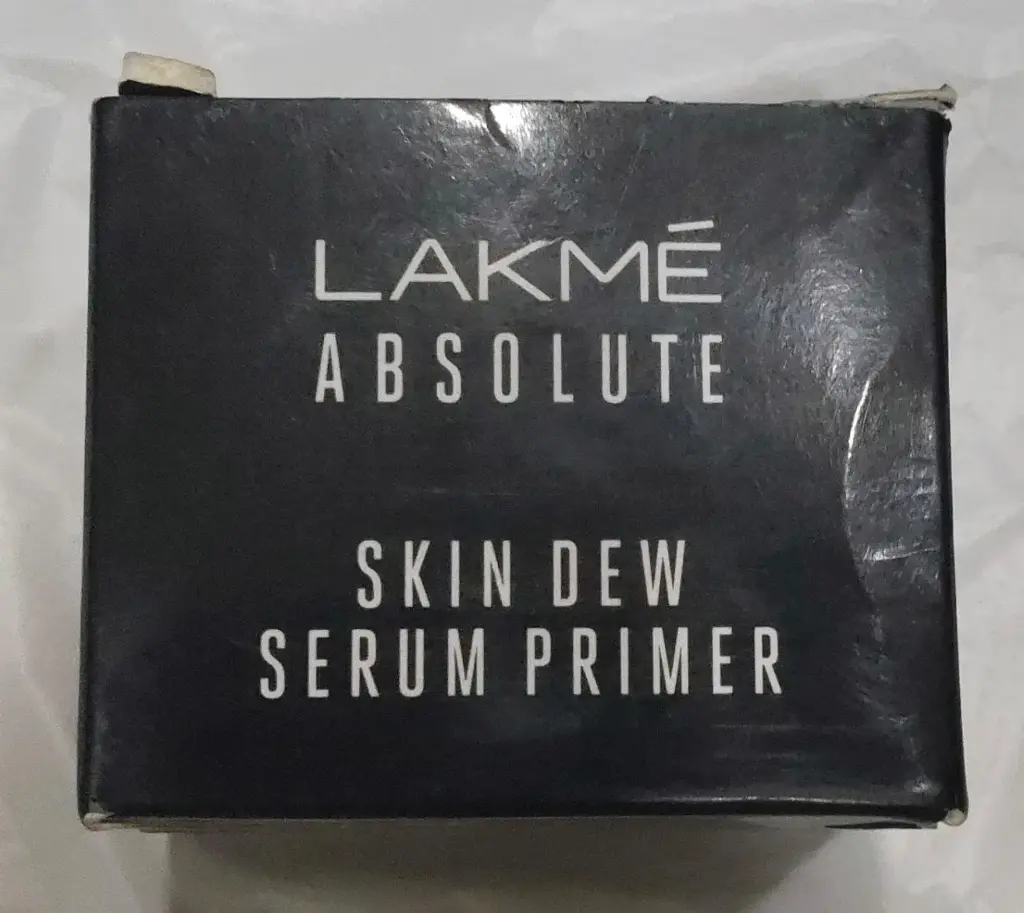 LAKMÉ
ABSOLUTE
SKIN DEW
SERUM PRIMER